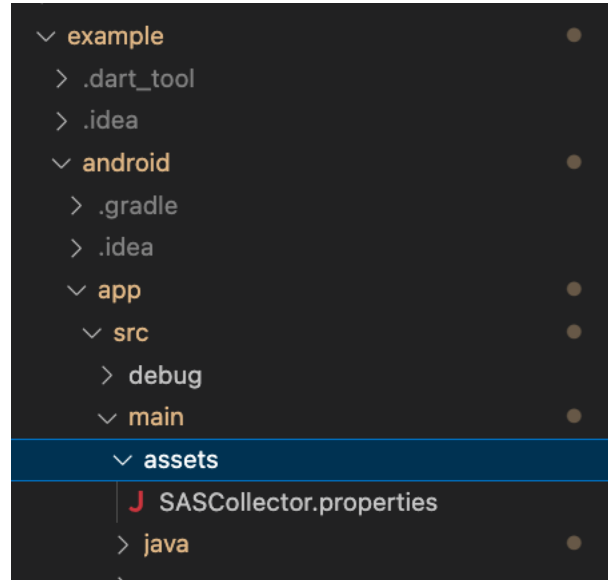 example
.dart_tool
.idea
android
.gradle
.idea
app
src
debug
main
assets
J SASCollector.properties
java